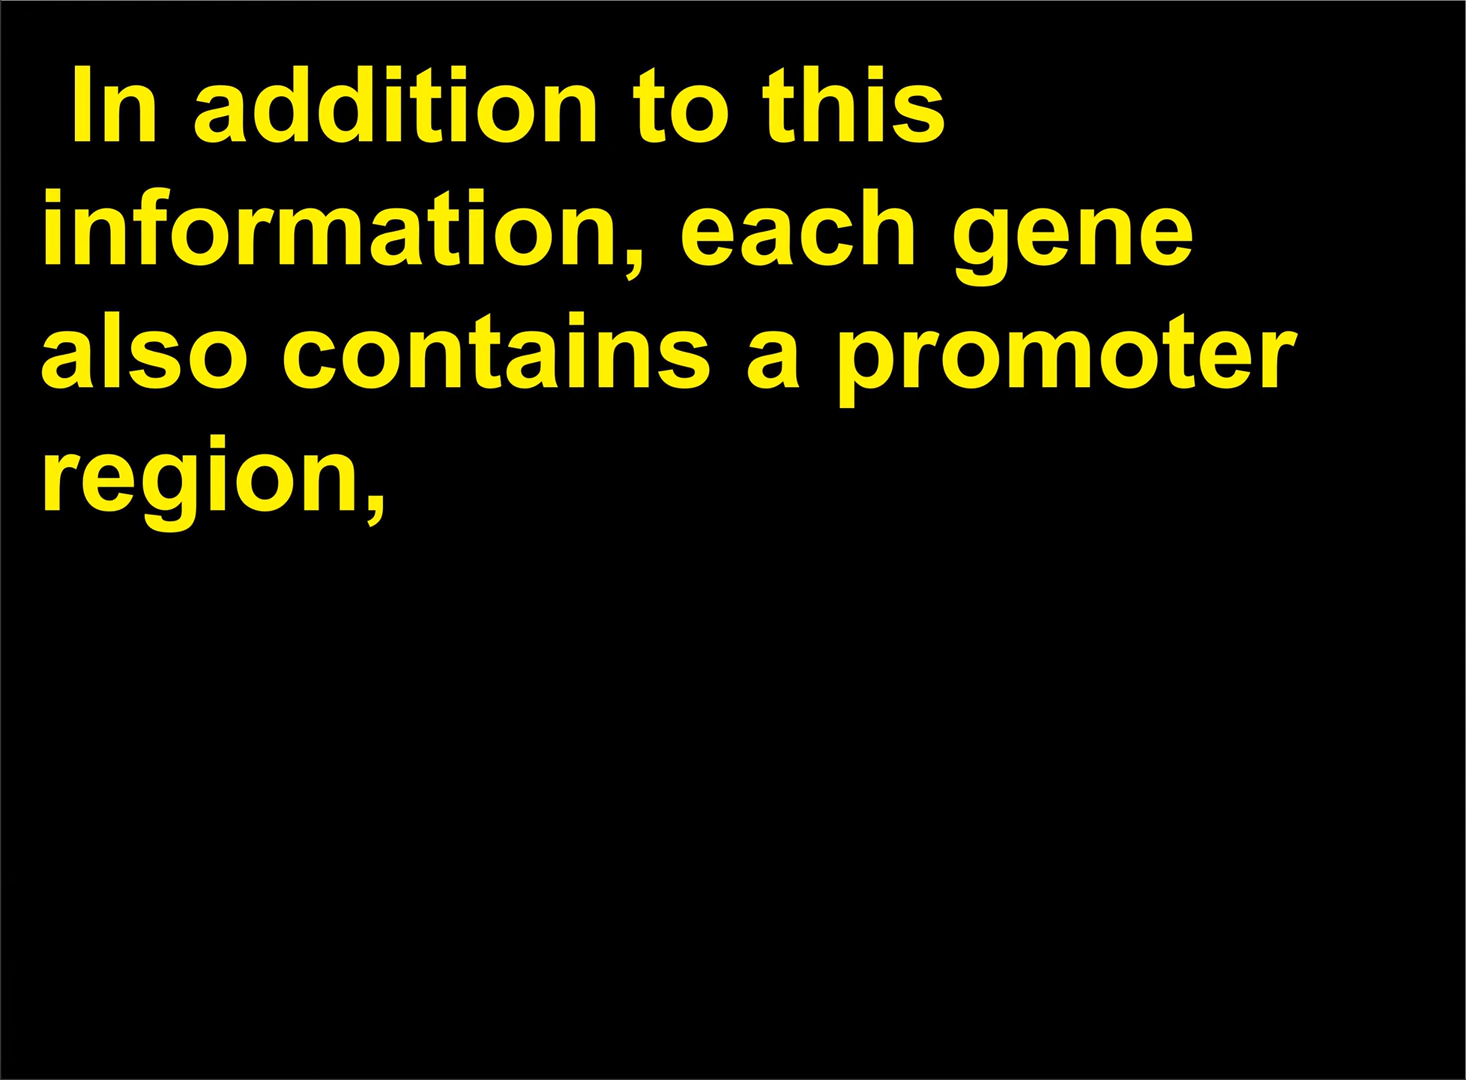 In addition to this
information, each gene
also contains a promoter
region,